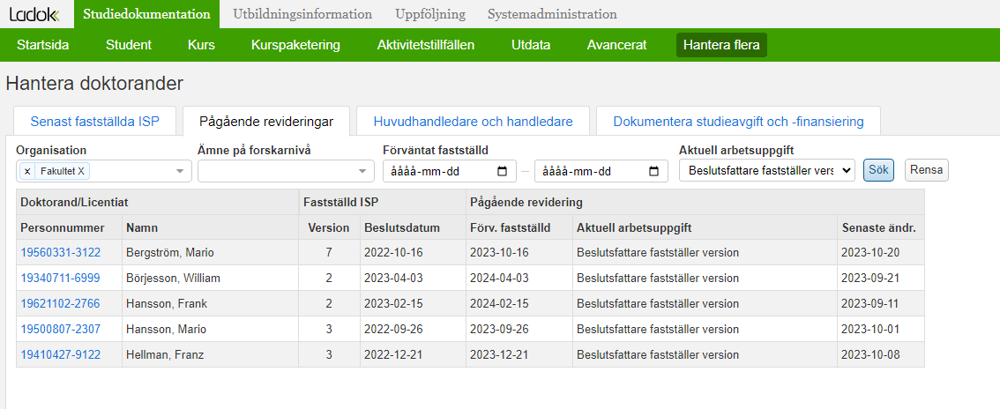 Ladok Studiedokumentation Utbildningsinformation Uppföljning Systemadministration
Startsida Student Kurs Kurspaketering Aktivitetstillfällen Utdata Avancerat Hantera flera
Hantera doktorander
Senast fastställda ISP Pågående revideringar Huvudhandledare och handledare Dokumentera studieavgift och -finansiering
Organisation Ämne på forskarnivå Förväntat fastställd Aktuell arbetsuppgift
x Fakultet X åååå-mm-dd – åååå-mm-dd Beslutsfattare fastställer vers Sök Rensa
Doktorand/Licentiat Fastställd ISP Pågående revidering
Personnummer Namn Version Beslutsdatum Förv. fastställd Aktuell arbetsuppgift Senaste ändr.
19560331-3122 Bergström, Mario 7 2022-10-16 2023-10-16 Beslutsfattare fastställer version 2023-10-20
19340711-6999 Börjesson, William 2 2023-04-03 2024-04-03 Beslutsfattare fastställer version 2023-09-21
19621102-2766 Hansson, Frank 2 2023-02-15 2024-02-15 Beslutsfattare fastställer version 2023-09-11
19500807-2307 Hansson, Mario 3 2022-09-26 2023-09-26 Beslutsfattare fastställer version 2023-10-01
19410427-9122 Hellman, Franz 3 2022-12-21 2023-12-21 Beslutsfattare fastställer version 2023-10-08